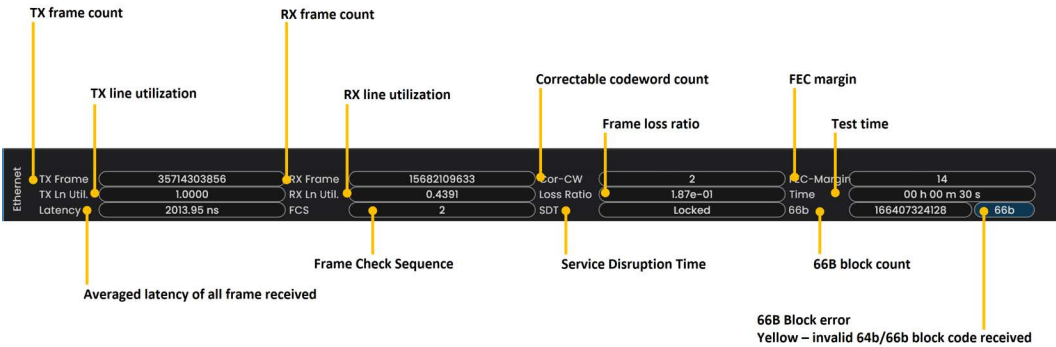 TX frame count
RX frame count
Correctable codeword count
FEC margin
TX line utilization
RX line utilization
Frame loss ratio
Test time
Ethernet
TX Frame 35714303856 RX Frame 15682109633 Cor-CW 2 FEC-Margin 14
TX Ln Util. 1.0000 RX Ln Util. 0.4391 Loss Ratio 1.87e-01 Time 00 h 00 m 30 s
Latency 2013.95 ns FCS 2 SDT Locked 66b 166407324128 66b
Frame Check Sequence
Service Disruption Time
66B block count
Averaged latency of all frame received
66B Block error
Yellow – invalid 64b/66b block code received